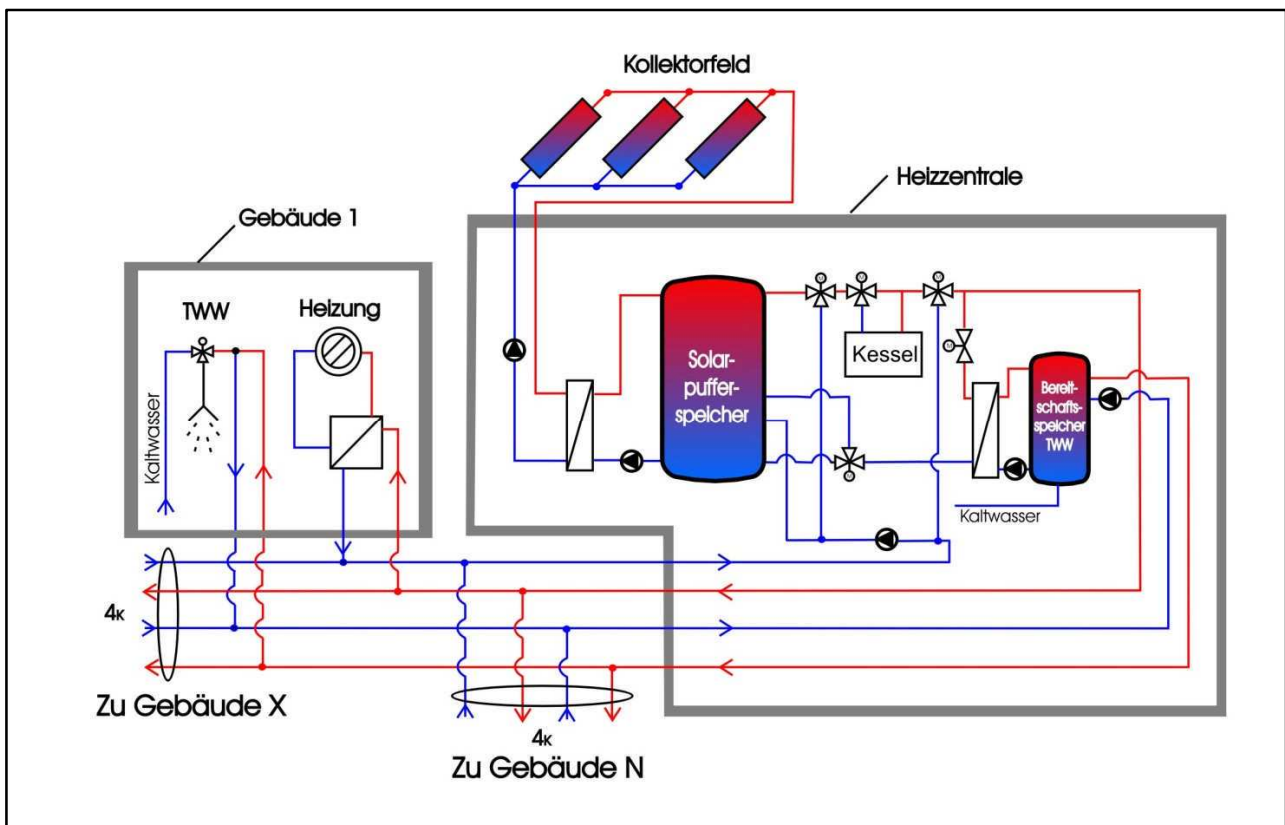 Kollektorfeld
Heizzentrale
Gebäude 1
TWW
Heizung
Kaltwasser
M
M
M
Solar-
puffer-
speicher
Kessel
M
Bereit-
schafts-
speicher
TWW
M
Kaltwasser
4K
Zu Gebäude X
4K
Zu Gebäude N